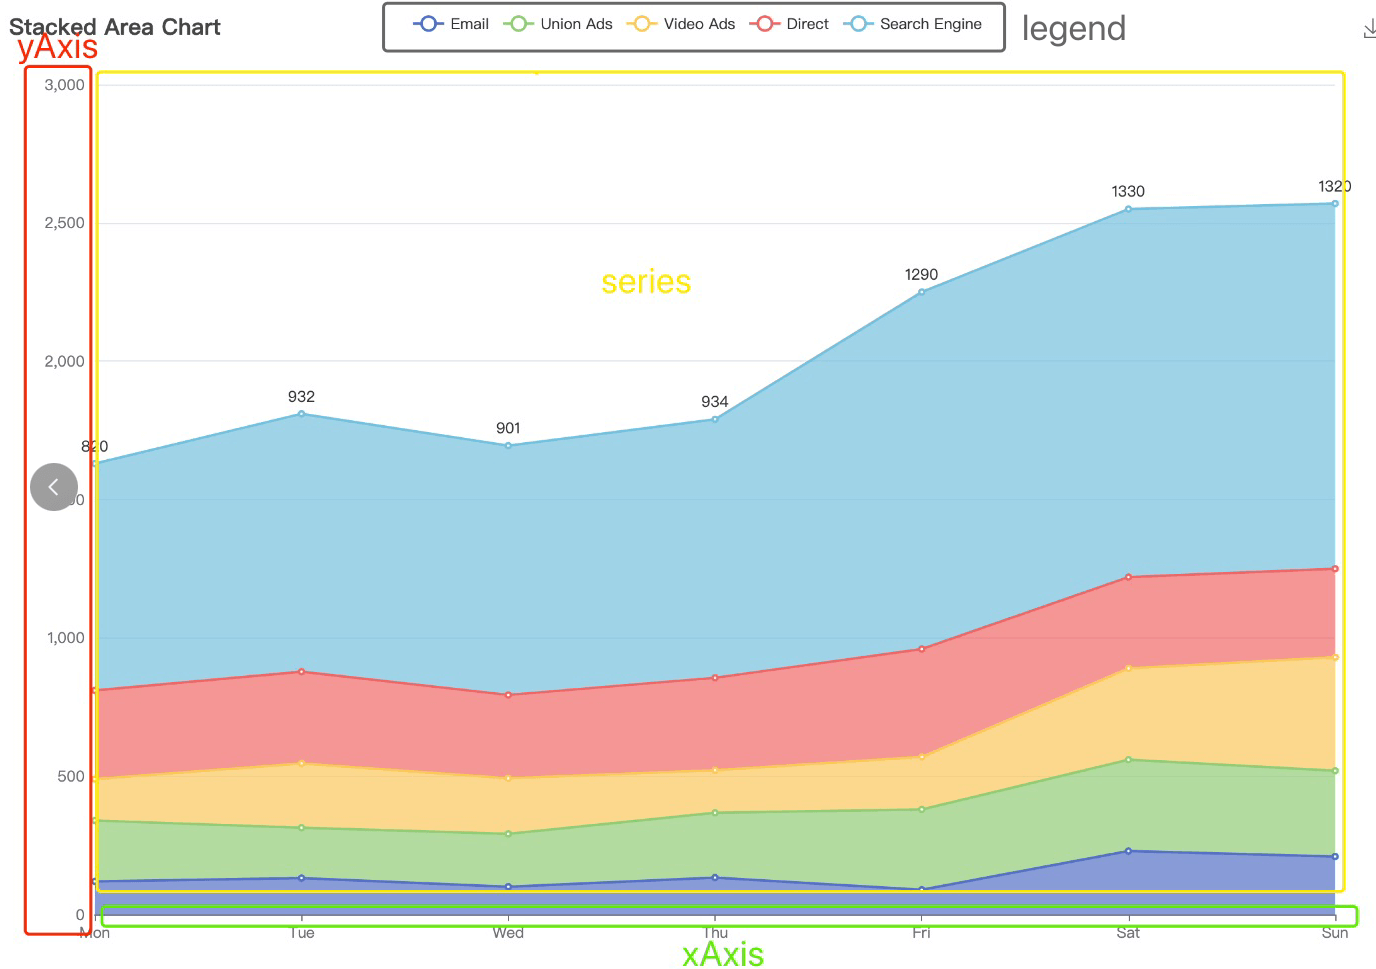 Stacked Area Chart
Email Union Ads Video Ads Direct Search Engine
legend
yAxis
3,000
1320
1330
2,500
1290
series
2,000
932
934
901
820
1,000
500
0
Mon Tue Wed Thu Fri Sat Sun
xAxis